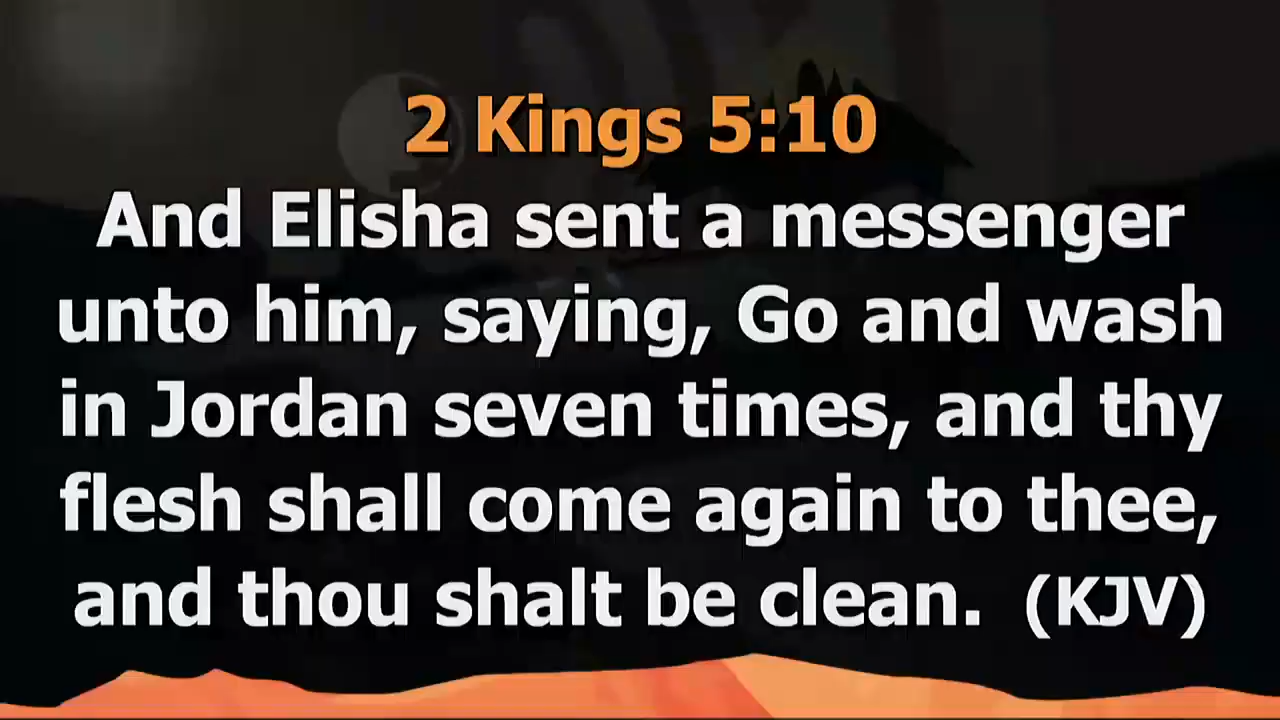 2 Kings 5:10
And Elisha sent a messenger
unto him, saying, Go and wash
in Jordan seven times, and thy
flesh shall come again to thee,
and thou shalt be clean.  (KJV)